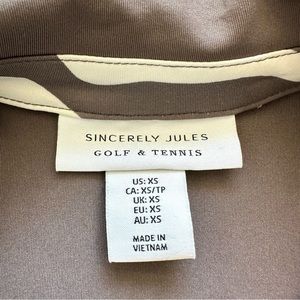 SINCERELY JULES
GOLF & TENNIS
US: XS
CA: XS/TP
UK: XS
EU: XS
AU: XS
MADE IN
VIETNAM